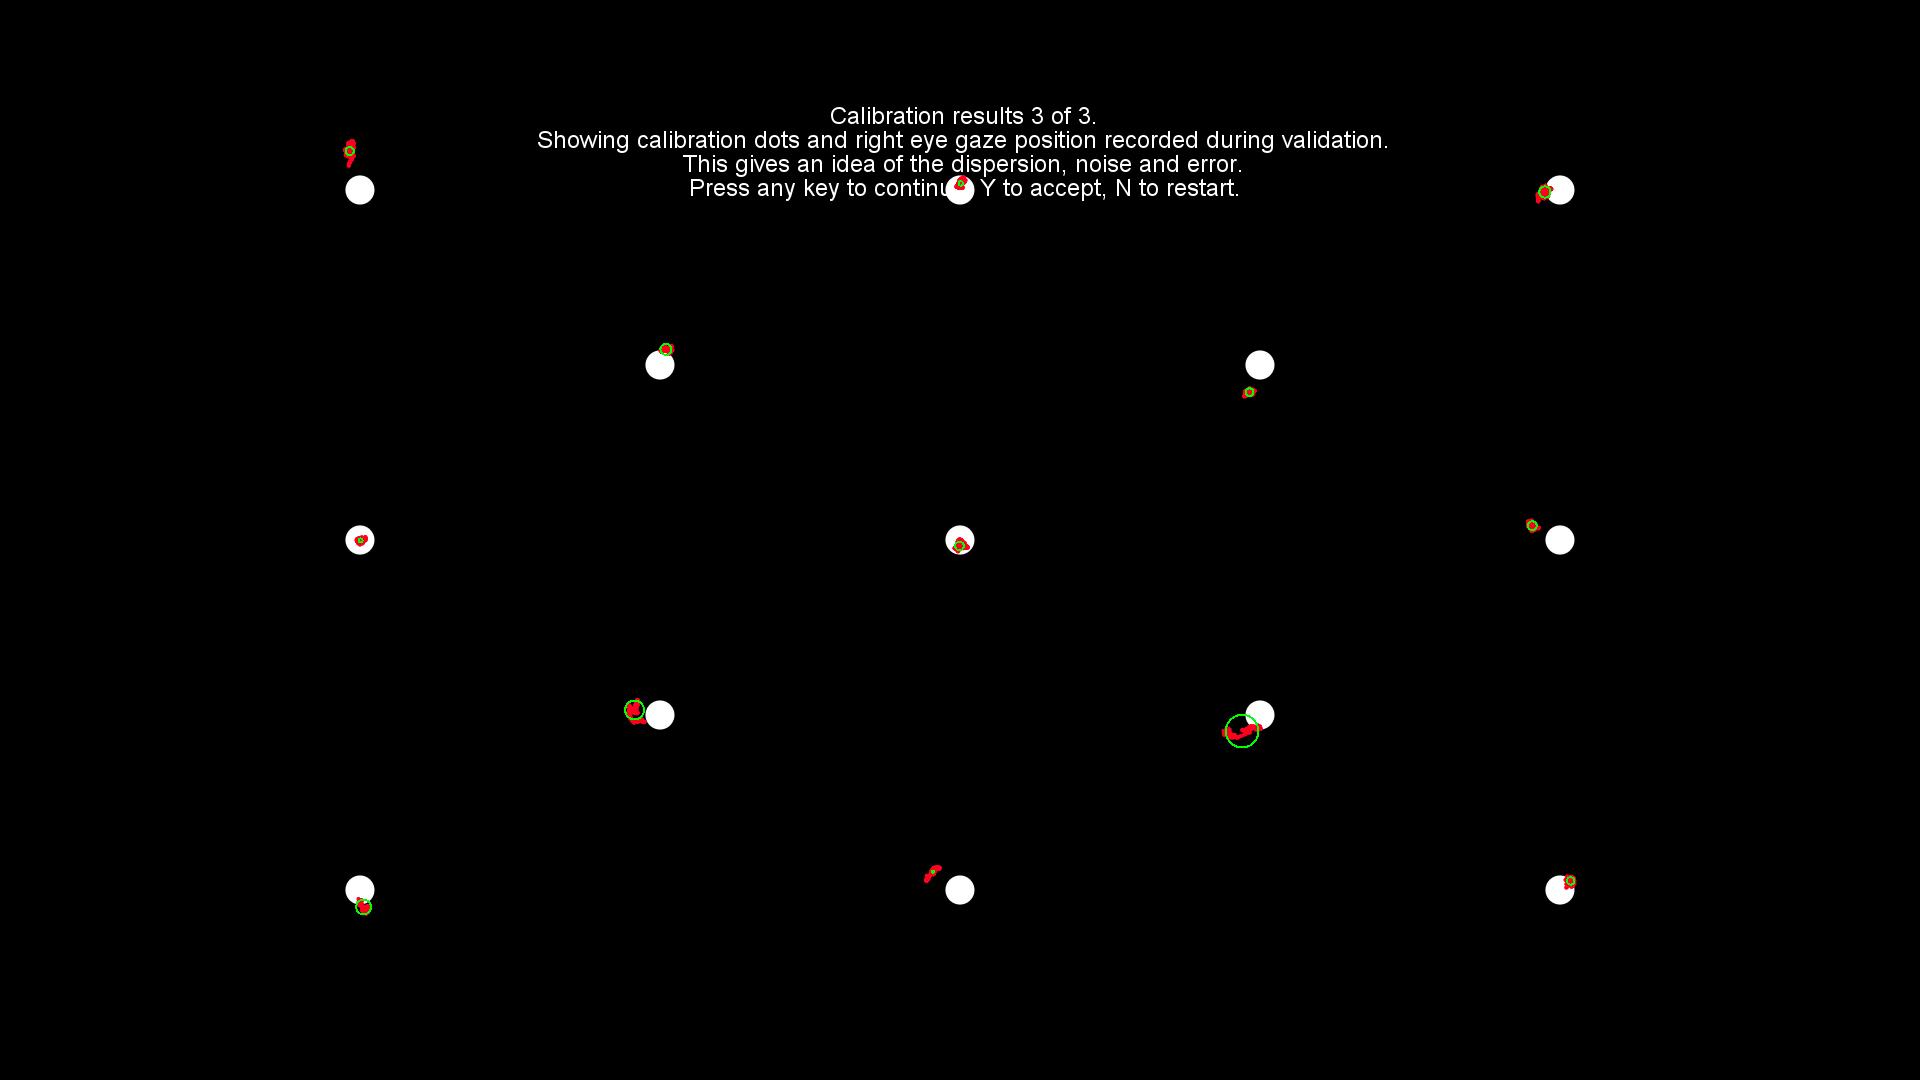 Calibration results 3 of 3.
Showing calibration dots and right eye gaze position recorded during validation.
This gives an idea of the dispersion, noise and error.
Press any key to continu Y to accept, N to restart.